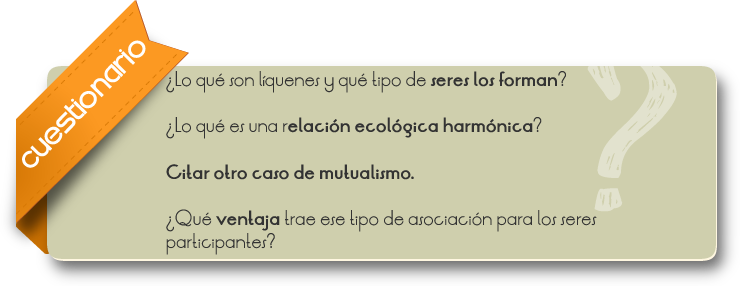 cuestionario
¿Lo qué son líquenes y qué tipo de seres los forman?
¿Lo qué es una relación ecológica harmónica?
Citar otro caso de mutualismo.
¿Qué ventaja trae ese tipo de asociación para los seres
participantes?